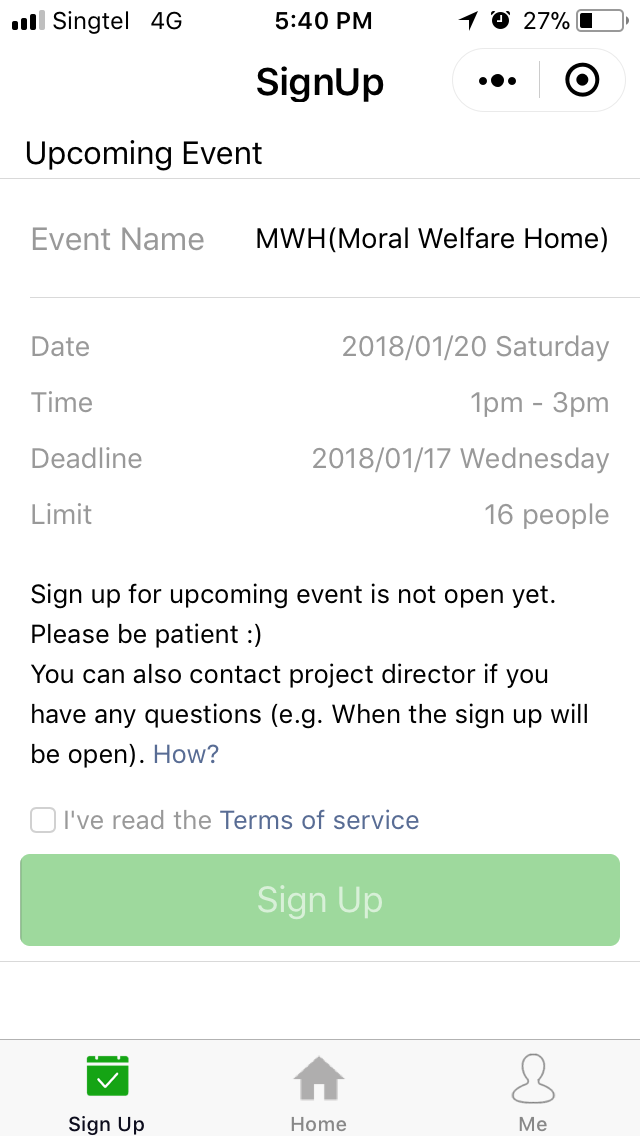 Singtel 4G 5:40 PM 27%
SignUp
Upcoming Event
Event Name MWH(Moral Welfare Home)
Date 2018/01/20 Saturday
Time 1pm - 3pm
Deadline 2018/01/17 Wednesday
Limit 16 people
Sign up for upcoming event is not open yet.
Please be patient :)
You can also contact project director if you
have any questions (e.g. When the sign up will
be open). How?
I've read the Terms of service
Sign Up
Sign Up Home Me